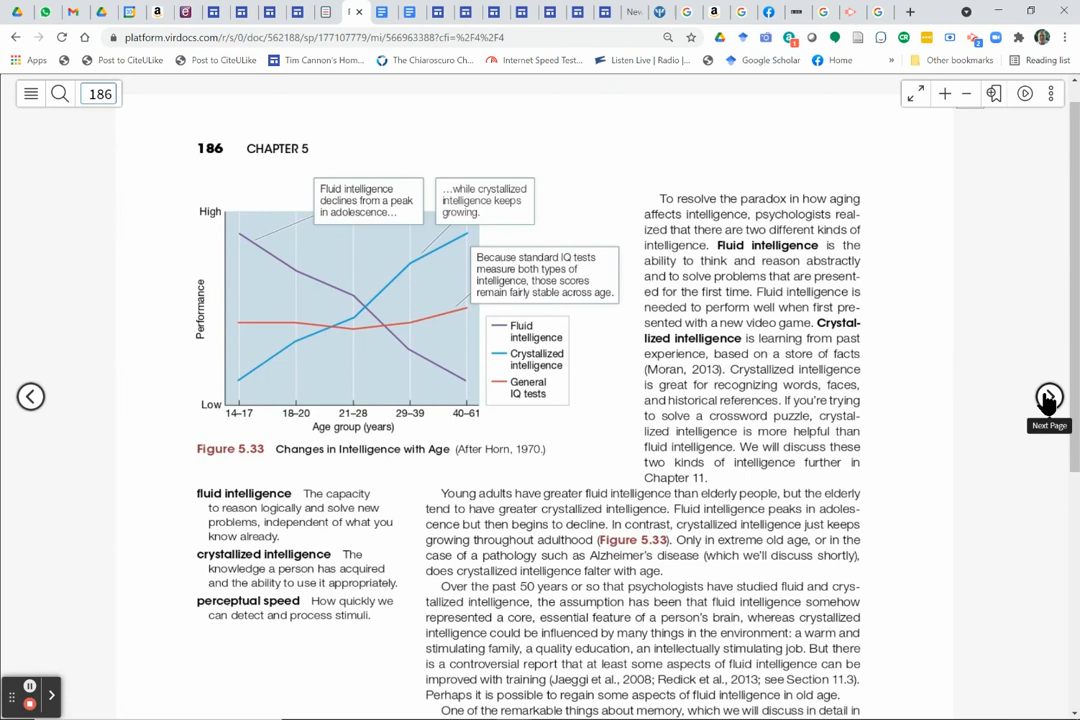 New
platform.virdocs.com/r/s/0/doc/562188/sp/177107779/mi/566963388?cfi=%2F4%2F4
Apps
Post to CiteULike
Post to CiteULike
Tim Cannon's Hom...
The Chiaroscuro Ch...
Internet Speed Test...
Listen Live | Radio |...
Google Scholar
Home
»
Other bookmarks
Reading list
186
186 CHAPTER 5
Fluid intelligence
declines from a peak
in adolescence...
...while crystallized
intelligence keeps
growing.
Because standard IQ tests
measure both types of
intelligence, those scores
remain fairly stable across age.
High
Performance
Low
14–17 18–20 21–28 29–39 40–61
Age group (years)
Fluid
intelligence
Crystallized
intelligence
General
IQ tests
Figure 5.33 Changes in Intelligence with Age (After Horn, 1970.)
To resolve the paradox in how aging
affects intelligence, psychologists real-
ized that there are two different kinds of
intelligence. Fluid intelligence is the
ability to think and reason abstractly
and to solve problems that are present-
ed for the first time. Fluid intelligence is
needed to perform well when first pre-
sented with a new video game. Crystal-
lized intelligence is learning from past
experience, based on a store of facts
(Moran, 2013). Crystallized intelligence
is great for recognizing words, faces,
and historical references. If you're trying
to solve a crossword puzzle, crystal-
lized intelligence is more helpful than
fluid intelligence. We will discuss these
two kinds of intelligence further in
Chapter 11.
Next Page
fluid intelligence The capacity
to reason logically and solve new
problems, independent of what you
know already.
crystallized intelligence The
knowledge a person has acquired
and the ability to use it appropriately.
perceptual speed How quickly we
can detect and process stimuli.
Young adults have greater fluid intelligence than elderly people, but the elderly
tend to have greater crystallized intelligence. Fluid intelligence peaks in adoles-
cence but then begins to decline. In contrast, crystallized intelligence just keeps
growing throughout adulthood (Figure 5.33). Only in extreme old age, or in the
case of a pathology such as Alzheimer's disease (which we'll discuss shortly),
does crystallized intelligence falter with age.
Over the past 50 years or so that psychologists have studied fluid and crys-
tallized intelligence, the assumption has been that fluid intelligence somehow
represented a core, essential feature of a person's brain, whereas crystallized
intelligence could be influenced by many things in the environment: a warm and
stimulating family, a quality education, an intellectually stimulating job. But there
is a controversial report that at least some aspects of fluid intelligence can be
improved with training (Jaeggi et al., 2008; Redick et al., 2013; see Section 11.3).
Perhaps it is possible to regain some aspects of fluid intelligence in old age.
One of the remarkable things about memory, which we will discuss in detail in